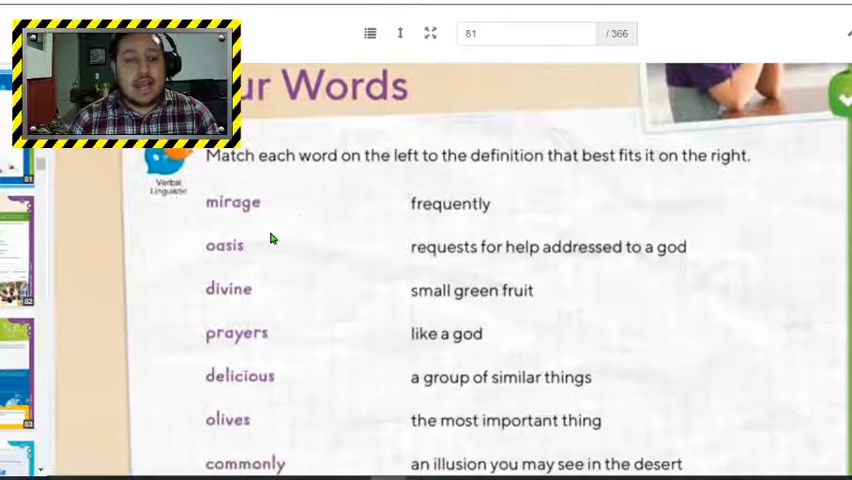 81 / 366
ur Words
Match each word on the left to the definition that best fits it on the right.
Verbal
Linguistic
mirage frequently
oasis requests for help addressed to a god
divine small green fruit
prayers like a god
delicious a group of similar things
olives the most important thing
commonly an illusion you may see in the desert
81
82
83